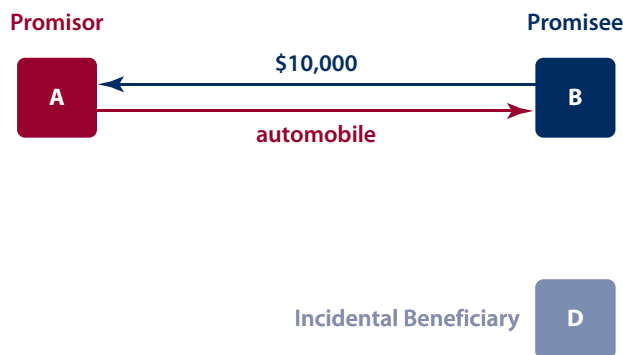 Promisor Promisee
$10,000
A B
automobile
Incidental Beneficiary D